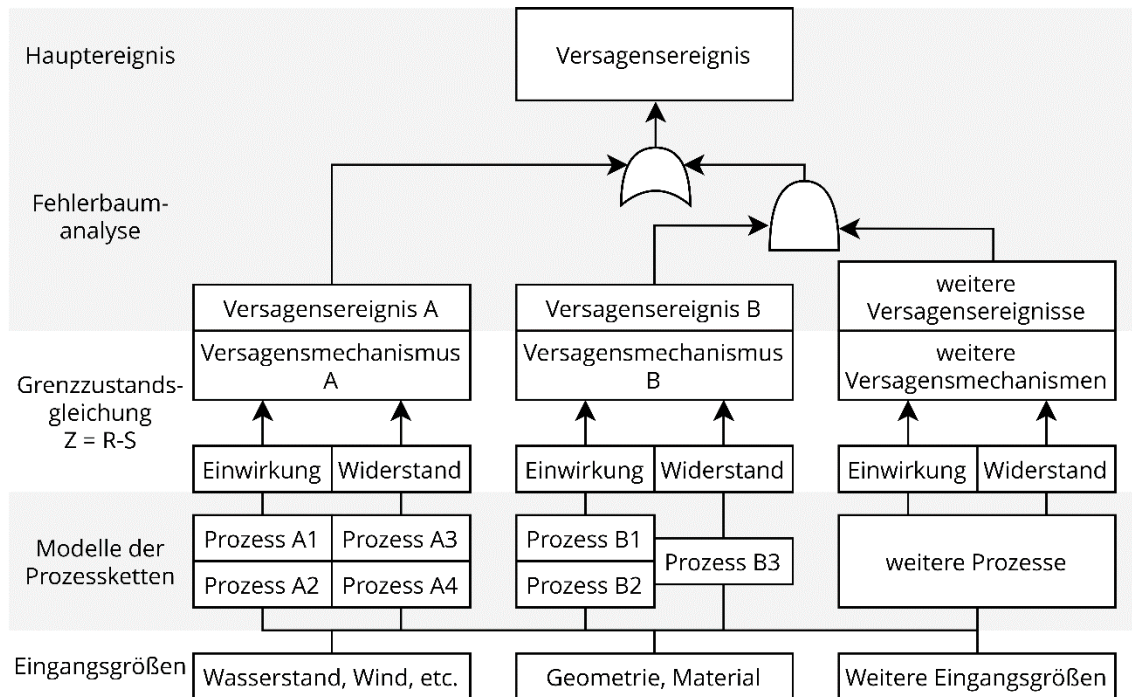 Hauptereignis
Versagensereignis
Fehlerbaum-
analyse
Versagensereignis A
Versagensereignis B
weitere
Versagensereignisse
Grenzzustands-
gleichung
Z = R-S
Versagensmechanismus
A
Versagensmechanismus
B
weitere
Versagensmechanismen
Einwirkung
Widerstand
Einwirkung
Widerstand
Einwirkung
Widerstand
Modelle der
Prozessketten
Prozess A1
Prozess A3
Prozess A2
Prozess A4
Prozess B1
Prozess B2
Prozess B3
weitere Prozesse
Eingangsgrößen
Wasserstand, Wind, etc.
Geometrie, Material
Weitere Eingangsgrößen